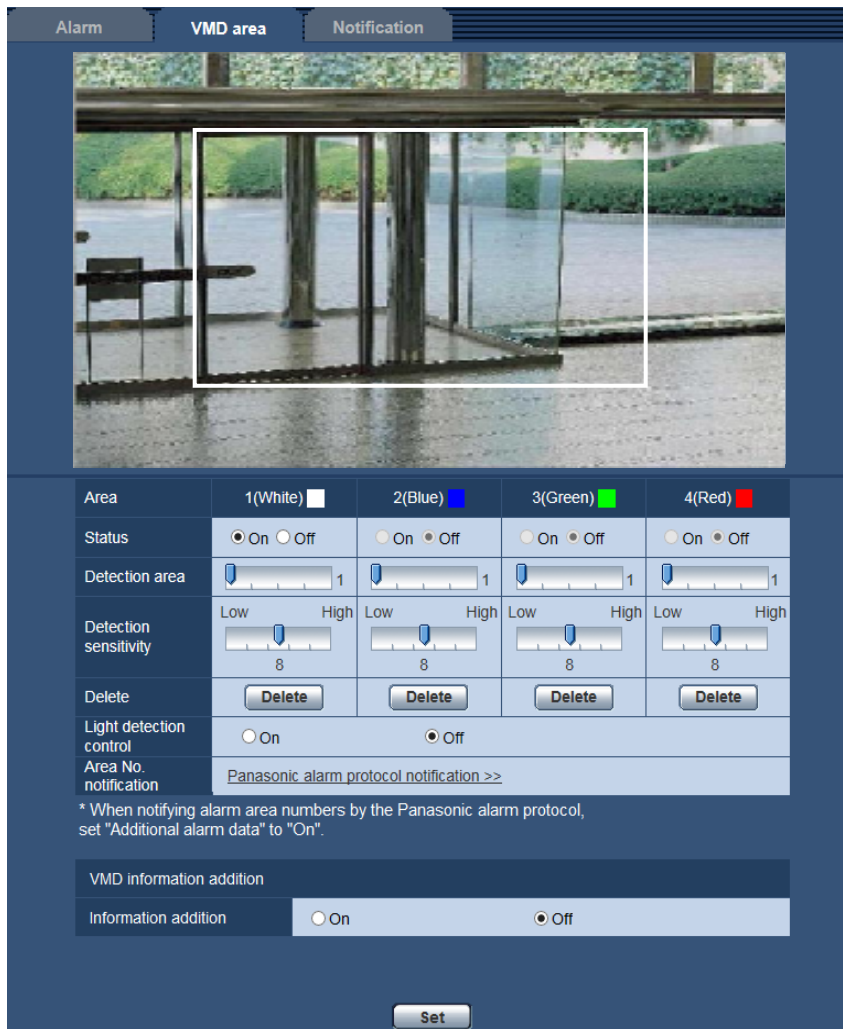 Alarm VMD area Notification
Area 1(White) 2(Blue) 3(Green) 4(Red)
Status On Off On Off On Off On Off
Detection area 1 1 1 1
Detection sensitivity Low High Low High Low High Low High
8 8 8 8
Delete Delete Delete Delete Delete
Light detection control On Off
Area No. notification Panasonic alarm protocol notification >>
* When notifying alarm area numbers by the Panasonic alarm protocol,
set "Additional alarm data" to "On".
VMD information addition
Information addition On Off
Set